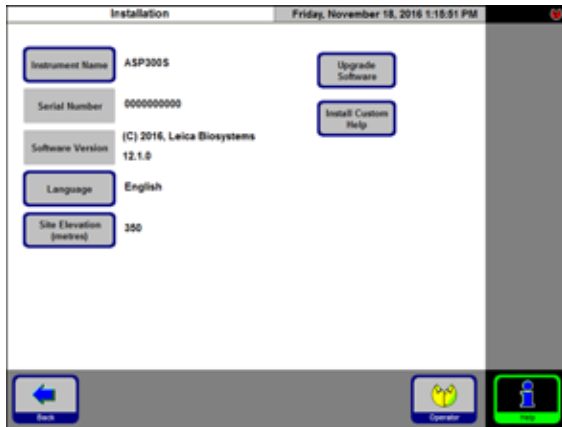 Installation
Friday, November 18, 2016 1:15:51 PM
Instrument Name
ASP300S
Serial Number
0000000000
Software Version
(C) 2016, Leica Biosystems
12.1.0
Language
English
Site Elevation
(metres)
350
Upgrade
Software
Install Custom
Help
Back
Operator
Help